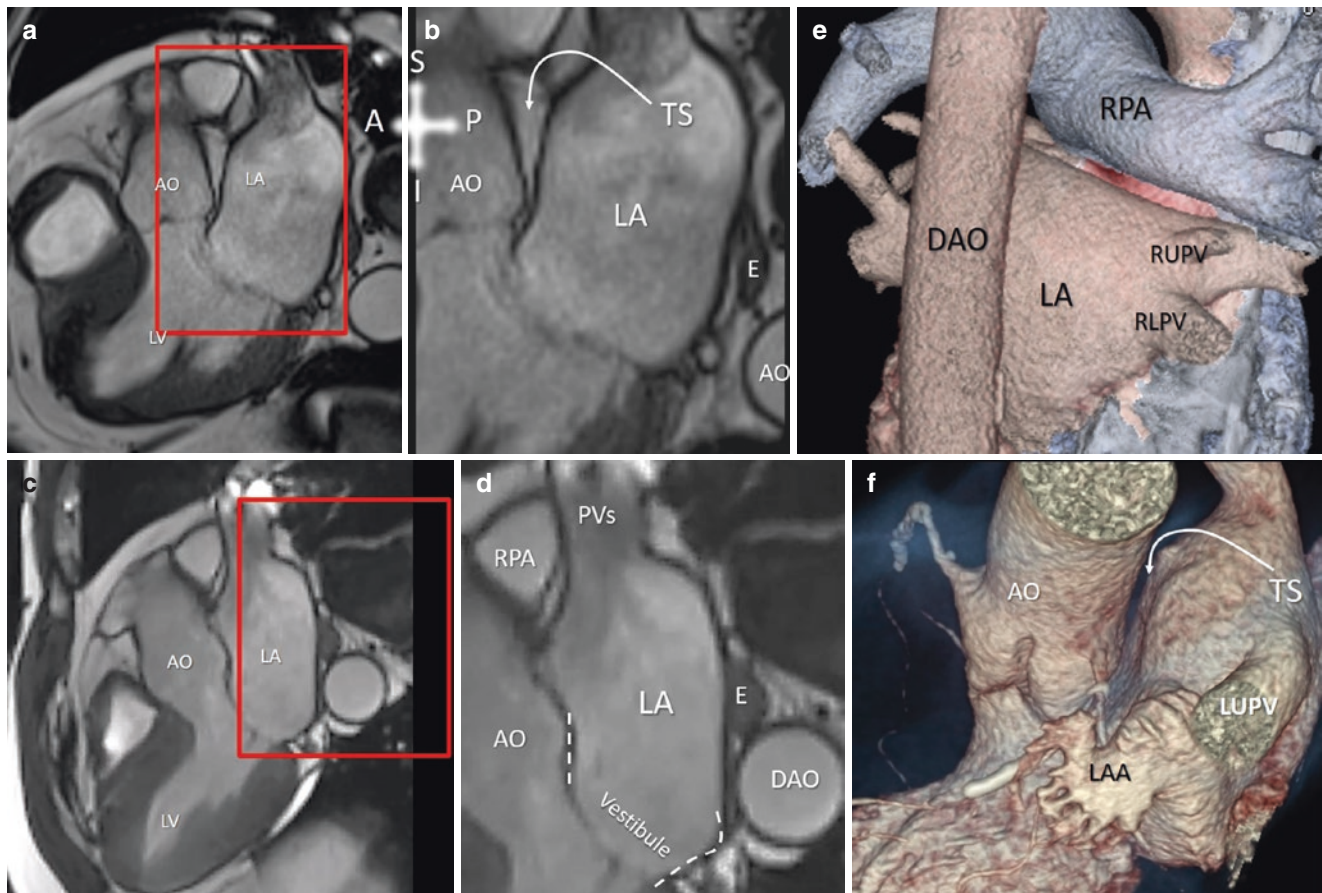 a
AO
LA
LV
b
S
A
P
I
TS
AO
LA
E
AO
e
RPA
DAO
LA
RUPV
RLPV
c
AO
LA
LV
d
PVs
RPA
LA
E
AO
DAO
Vestibule
f
AO
TS
LUPV
LAA